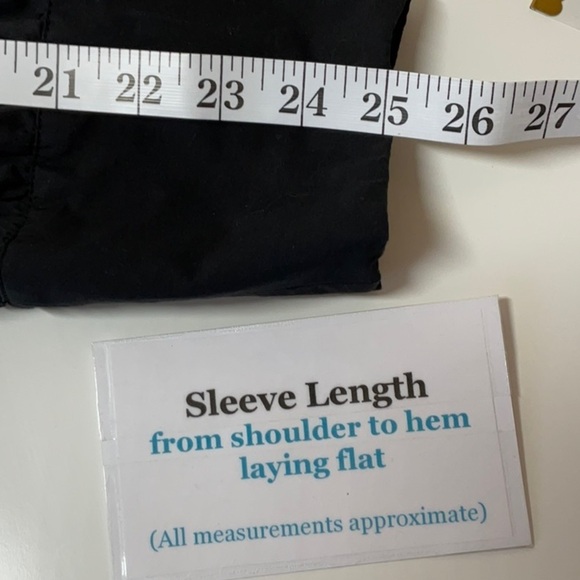 21 22 23 24 25 26 27
Sleeve Length
from shoulder to hem
laying flat
(All measurements approximate)